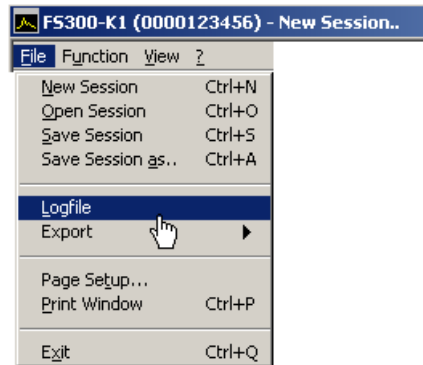 FS300-K1 (0000123456) - New Session..
File Function View ?
New Session Ctrl+N
Open Session Ctrl+O
Save Session Ctrl+S
Save Session as.. Ctrl+A
Logfile
Export
Page Setup...
Print Window Ctrl+P
Exit Ctrl+Q